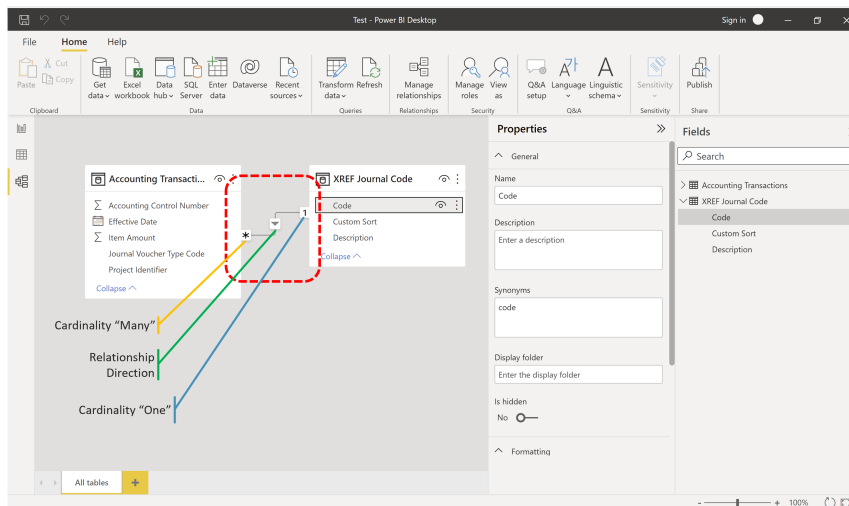 Test - Power BI Desktop
Sign in
File Home Help
Paste
Cut
Copy
Get data
Excel workbook
Data hub
SQL Server
Enter data
Dataverse
Recent sources
Transform data
Refresh
Manage relationships
Manage roles
View as
Q&A setup
Language
Linguistic schema
Sensitivity
Publish
Clipboard
Data
Queries
Relationships
Security
Q&A
Sensitivity
Share
Accounting Transacti...
Accounting Control Number
Effective Date
Item Amount
Journal Voucher Type Code
Project Identifier
Collapse
*
1
XREF Journal Code
Code
Custom Sort
Description
Collapse
Cardinality “Many”
Relationship
Direction
Cardinality “One”
All tables
+
Properties
General
Name
Code
Description
Enter a description
Synonyms
code
Display folder
Enter the display folder
Is hidden
No
Formatting
Fields
Search
Accounting Transactions
XREF Journal Code
Code
Custom Sort
Description
- + 100%